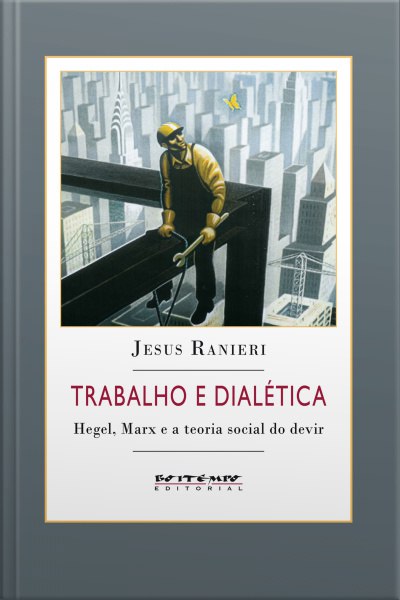 JESUS RANIERI
TRABALHO E DIALÉTICA
Hegel, Marx e a teoria social do devir
BOITEMPO
EDITORIAL